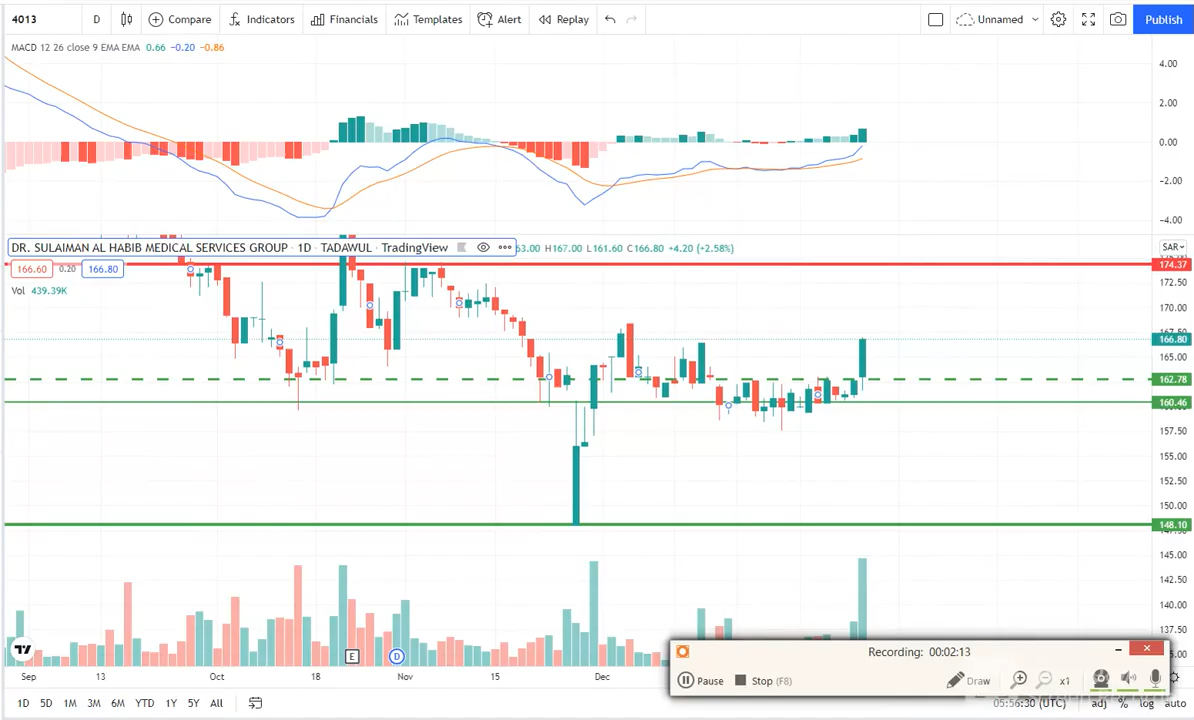 4013 D Compare Indicators Financials Templates Alert Replay Unnamed Publish
MACD 12 26 close 9 EMA EMA 0.66 −0.20 −0.86
4.00
2.00
0.00
−2.00
−4.00
DR. SULAIMAN AL HABIB MEDICAL SERVICES GROUP · 1D · TADAWUL · TradingView 63.00 H167.00 L161.60 C166.80 +4.20 (+2.58%)
SAR
166.60 0.20 166.80
174.37
Vol 439.39K
172.50
170.00
166.80
165.00
162.78
160.46
157.50
155.00
152.50
150.00
148.10
145.00
142.50
140.00
137.50
E D
Sep 13 Oct 18 Nov 15 Dec
Recording: 00:02:13
Pause Stop (F8) Draw x1
1D 5D 1M 3M 6M YTD 1Y 5Y All 05:56:30 (UTC) adj % log auto